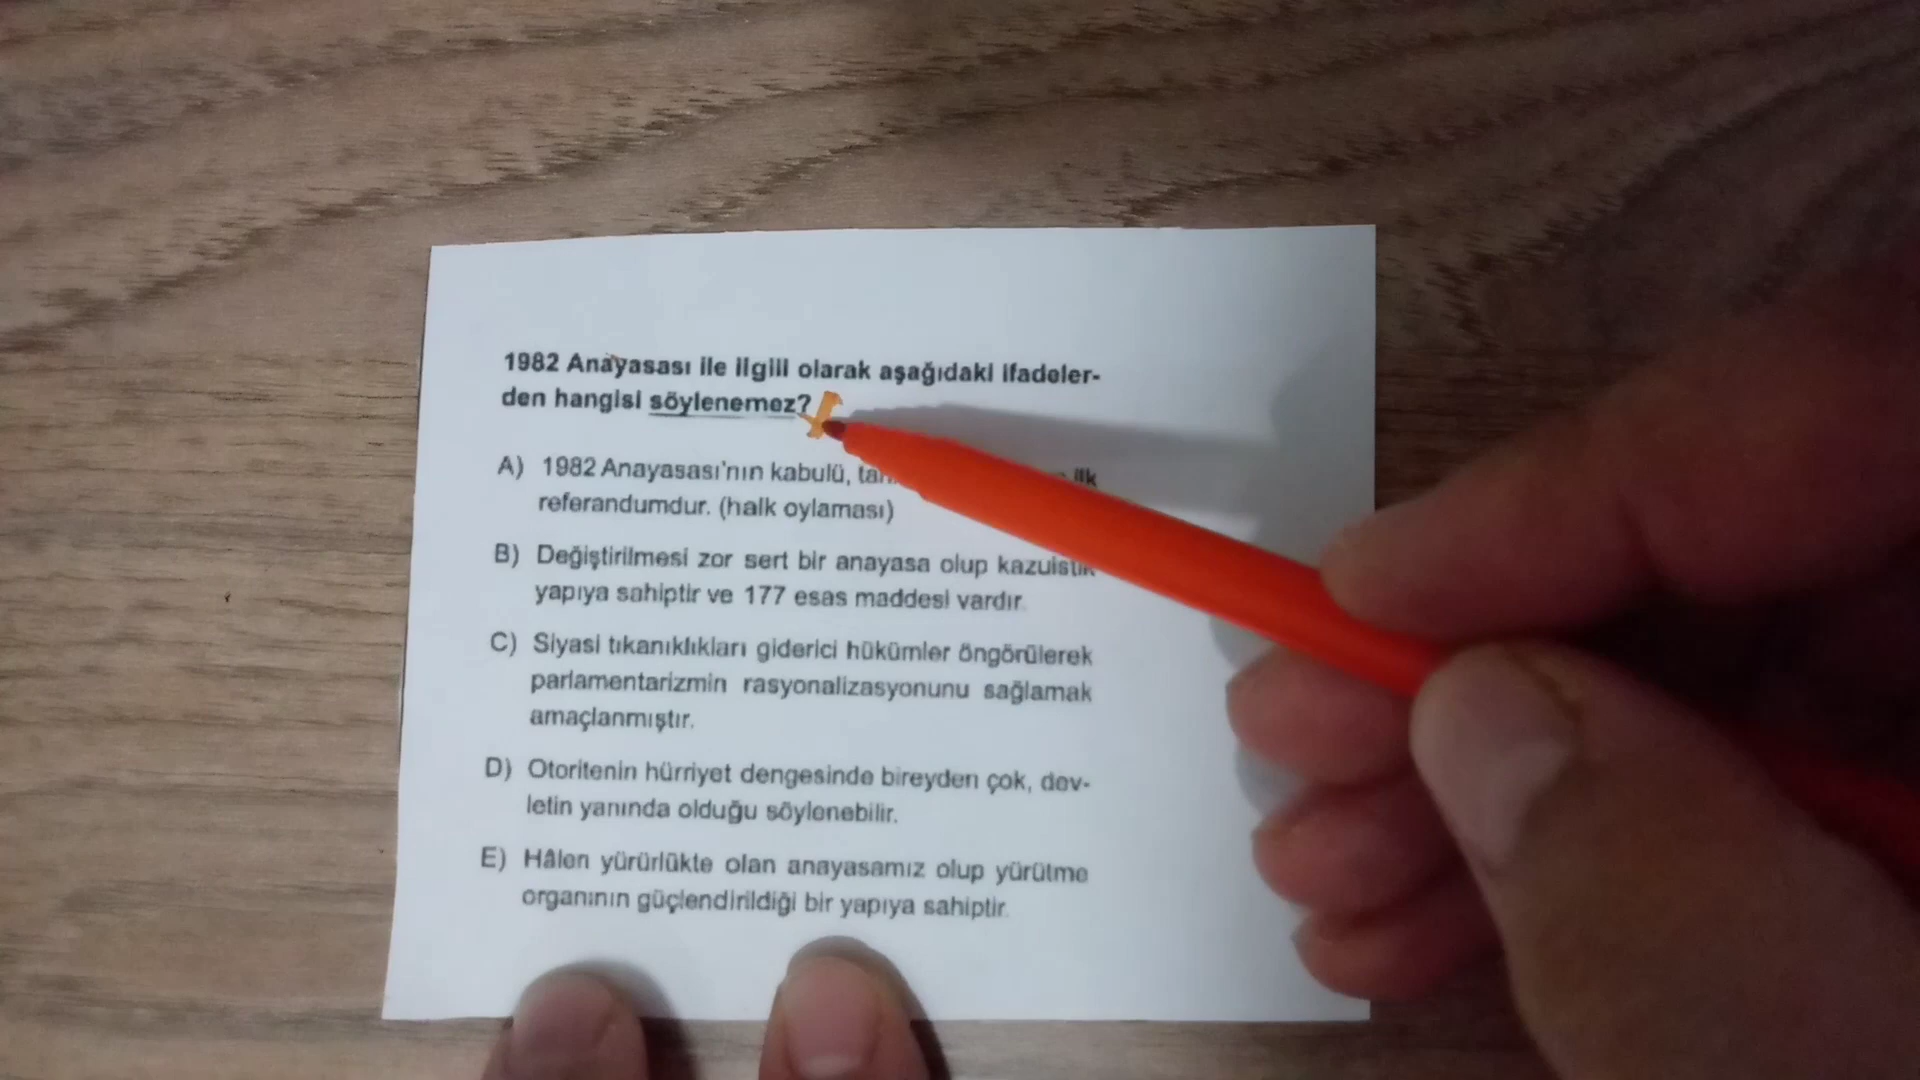 1982 Anayasası ile ilgili olarak aşağıdaki ifadeler-
den hangisi söylenemez?
A) 1982 Anayasası'nın kabulü, ilk
referandumdur. (halk oylaması)
B) Değiştirilmesi zor sert bir anayasa olup kazuistik
yapıya sahiptir ve 177 esas maddesi vardır.
C) Siyasi tıkanıklıkları giderici hükümler öngörülerek
parlamentarizmin rasyonalizasyonunu sağlamak
amaçlanmıştır.
D) Otoritenin hürriyet dengesinde bireyden çok, dev-
letin yanında olduğu söylenebilir.
E) Hâlen yürürlükte olan anayasamız olup yürütme
organının güçlendirildiği bir yapıya sahiptir.